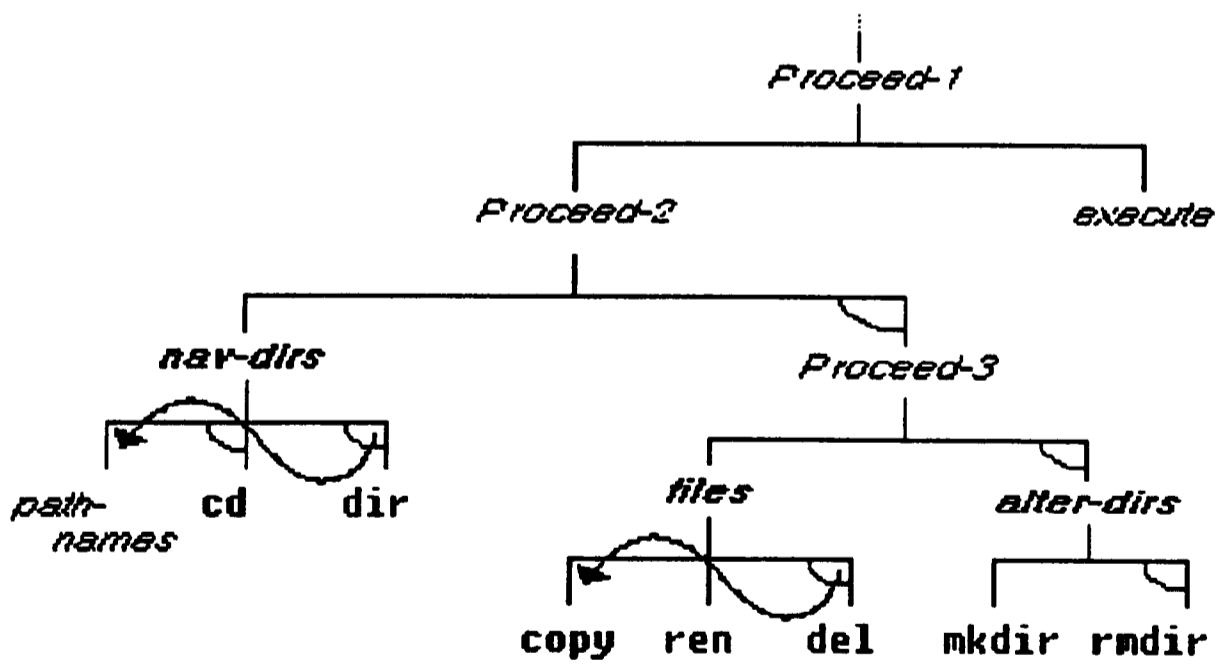 Proceed-1
Proceed-2
execute
nav-dirs
Proceed-3
path-
names
cd
dir
files
alter-dirs
copy
ren
del
mkdir
rmdir